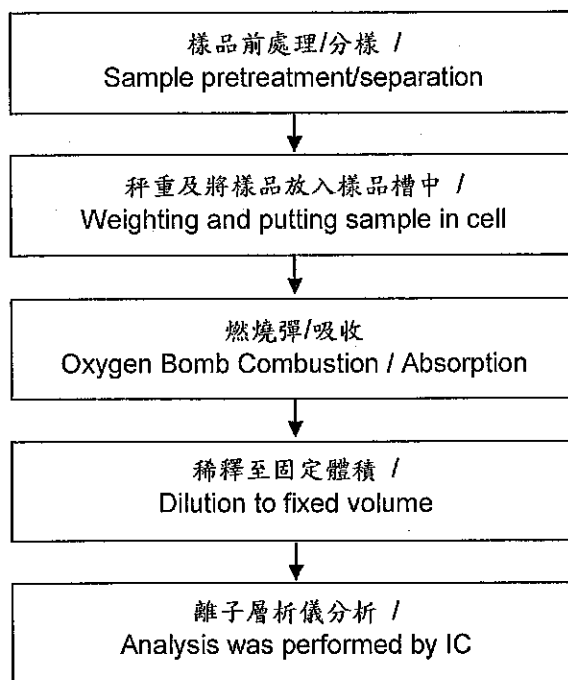 樣品前處理/分樣 /
Sample pretreatment/separation
秤重及將樣品放入樣品槽中 /
Weighting and putting sample in cell
燃燒彈/吸收
Oxygen Bomb Combustion / Absorption
稀釋至固定體積 /
Dilution to fixed volume
離子層析儀分析 /
Analysis was performed by IC